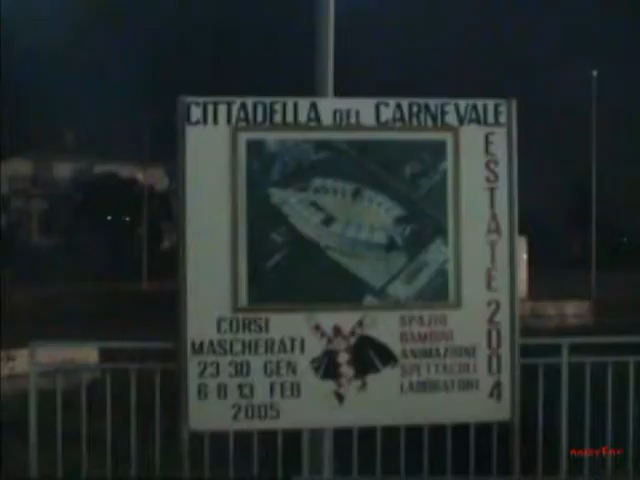 CITTADELLA DEL CARNEVALE
ESTATE 2004
CORSI
MASCHERATI
23 30 GEN
6 8 13 FEB
2005
SPAZIO
BAMBINI
ANIMAZIONE
SPETTACOLI
LABORATORI